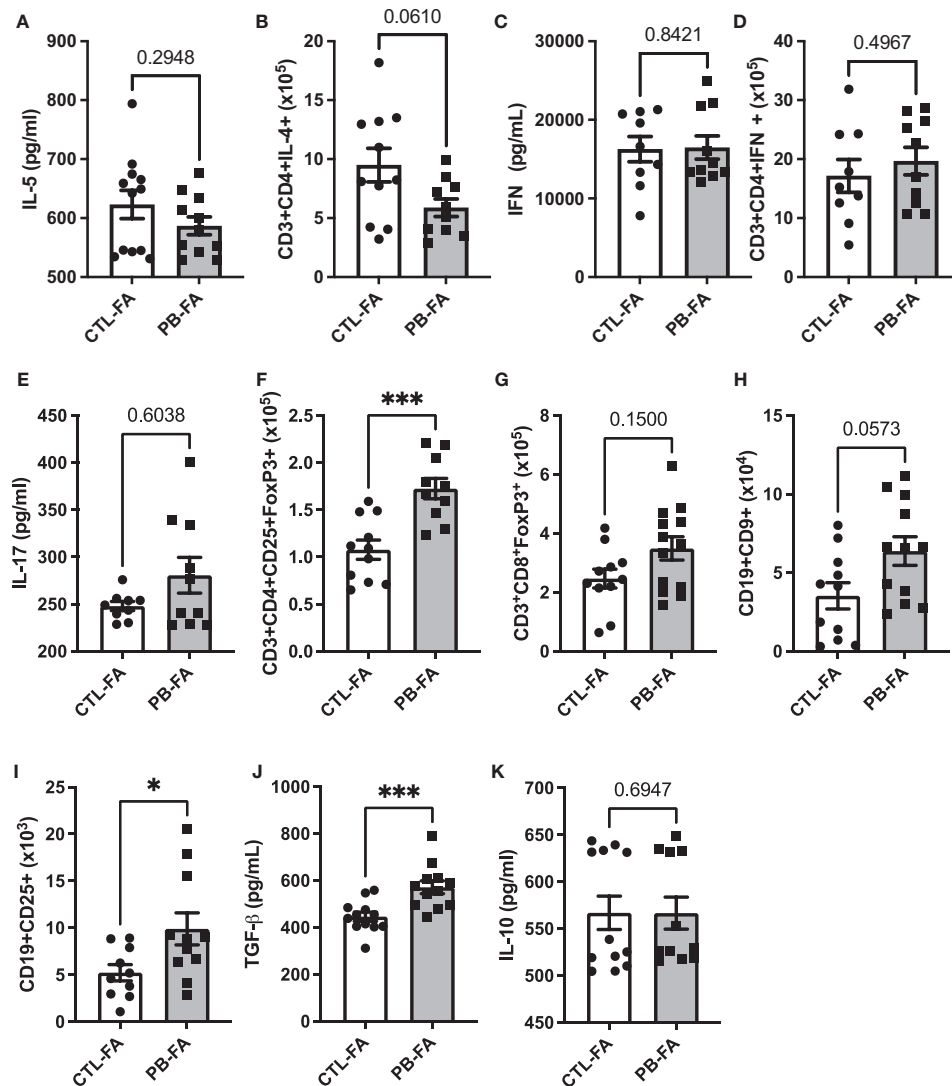 A
IL-5 (pg/ml)
900
800
700
600
500
0.2948
CTL-FA
PB-FA
B
CD3+CD4+IL-4+ (x10⁵)
20
15
10
5
0
0.0610
CTL-FA
PB-FA
C
IFN (pg/mL)
30000
20000
10000
0
0.8421
CTL-FA
PB-FA
D
CD3+CD4+IFN + (x10⁵)
40
30
20
10
0
0.4967
CTL-FA
PB-FA
E
IL-17 (pg/ml)
450
400
350
300
250
200
0.6038
CTL-FA
PB-FA
F
CD3+CD4+CD25+FoxP3+ (x10⁵)
2.5
2.0
1.5
1.0
0.5
0.0
***
CTL-FA
PB-FA
G
CD3⁺CD8⁺FoxP3⁺ (x10⁵)
8
6
4
2
0
0.1500
CTL-FA
PB-FA
H
CD19+CD9+ (x10⁴)
15
10
5
0
0.0573
CTL-FA
PB-FA
I
CD19+CD25+ (x10³)
25
20
15
10
5
0
*
CTL-FA
PB-FA
J
TGF-β (pg/mL)
1000
800
600
400
200
0
***
CTL-FA
PB-FA
K
IL-10 (pg/ml)
700
650
600
550
500
450
0.6947
CTL-FA
PB-FA